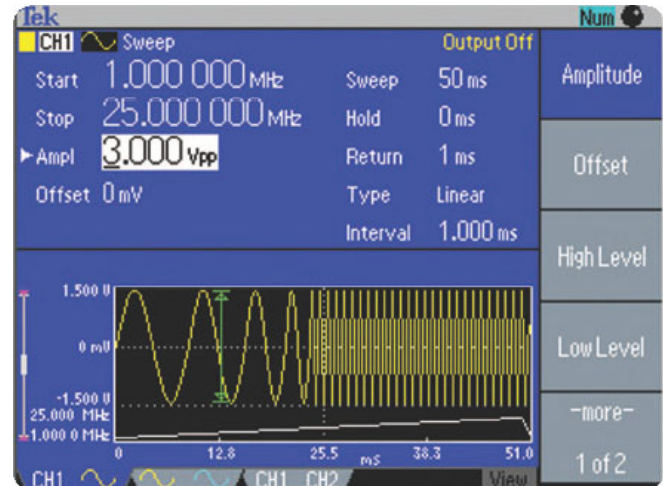 Tek Num
CH1 Sweep Output Off
Start 1.000 000 MHz Sweep 50 ms
Stop 25.000 000 MHz Hold 0 ms
Ampl 3.000 Vpp Return 1 ms
Offset 0 mV Type Linear
Interval 1.000 ms
Amplitude
Offset
High Level
Low Level
-more-
1 of 2
1.500 V
0 mV
-1.500 V
25.000 MHz
1.000 0 MHz
0 12.8 25.5 ms 38.3 51.0
CH1 CH1 CH2 View